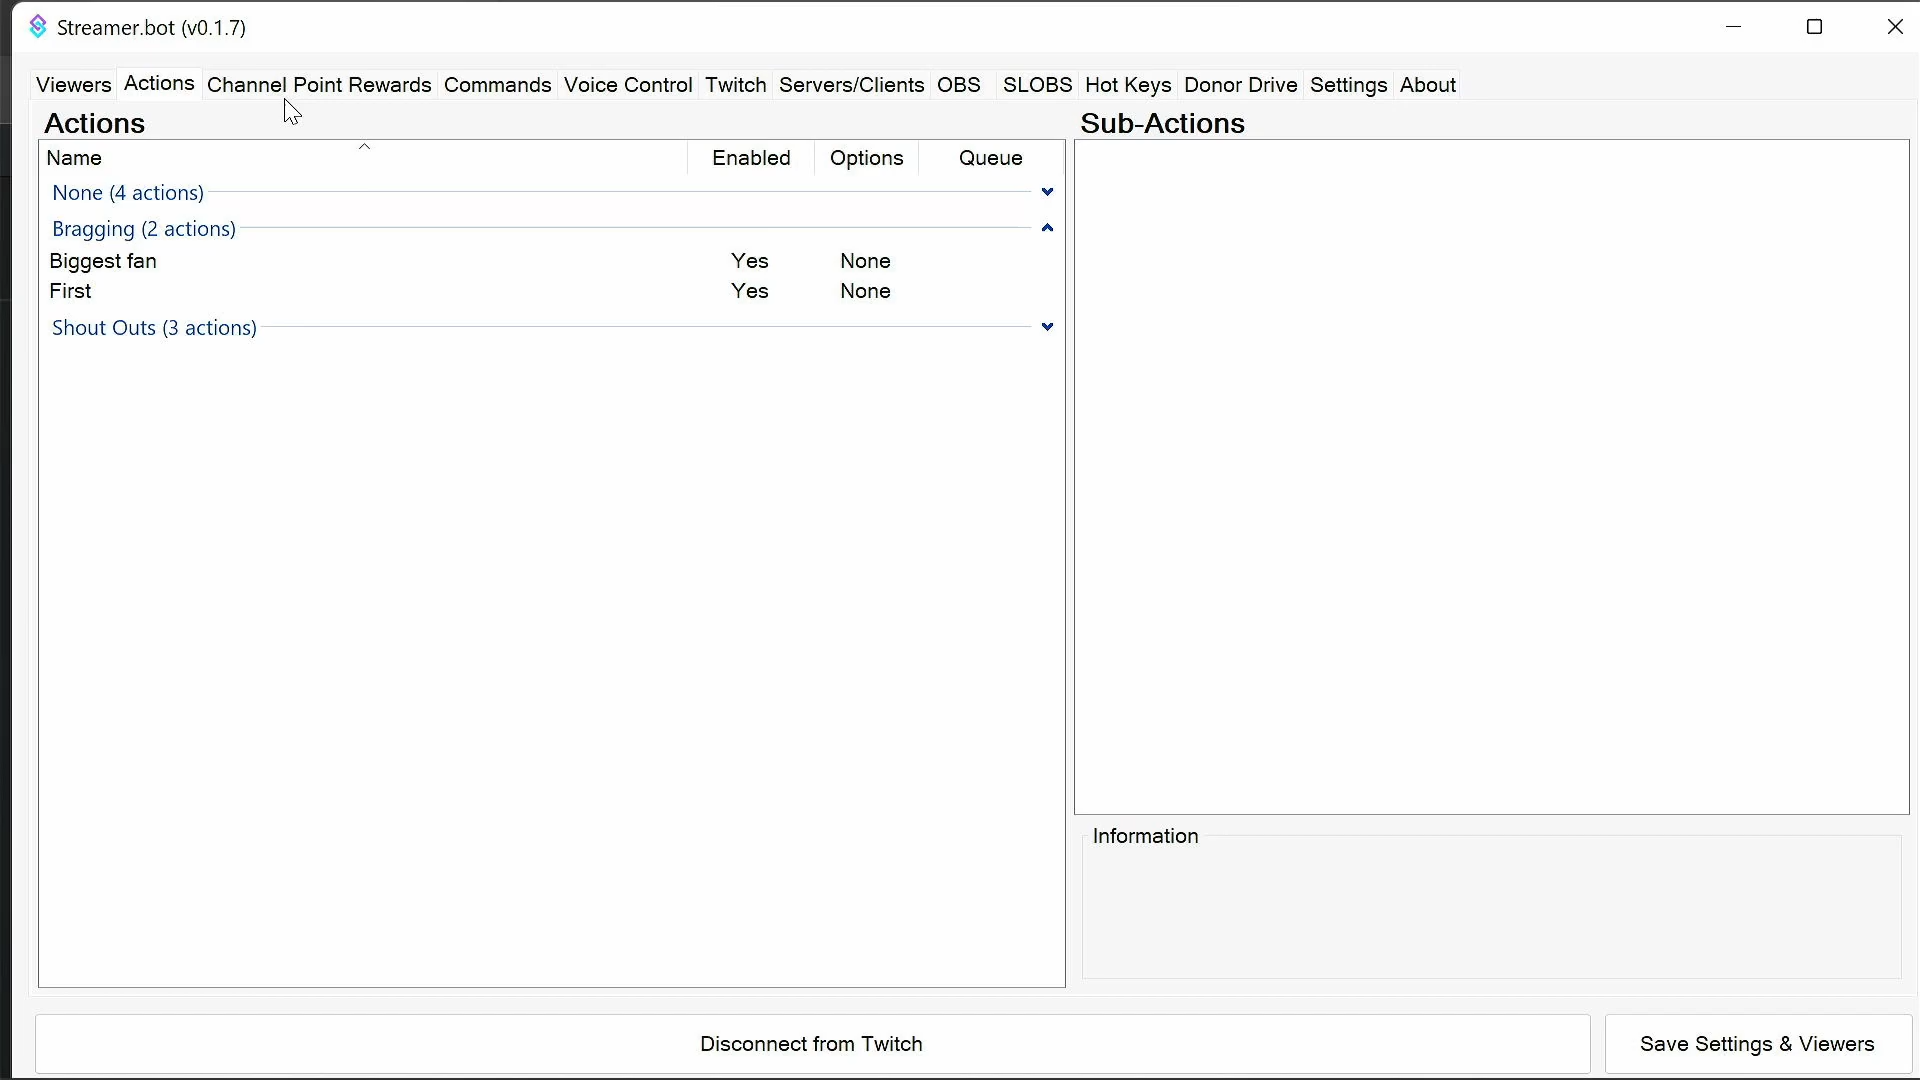 Streamer.bot (v0.1.7)
Viewers Actions Channel Point Rewards Commands Voice Control Twitch Servers/Clients OBS SLOBS Hot Keys Donor Drive Settings About
Actions
Name Enabled Options Queue
None (4 actions)
Bragging (2 actions)
Biggest fan Yes None
First Yes None
Shout Outs (3 actions)
Sub-Actions
Information
Disconnect from Twitch
Save Settings & Viewers